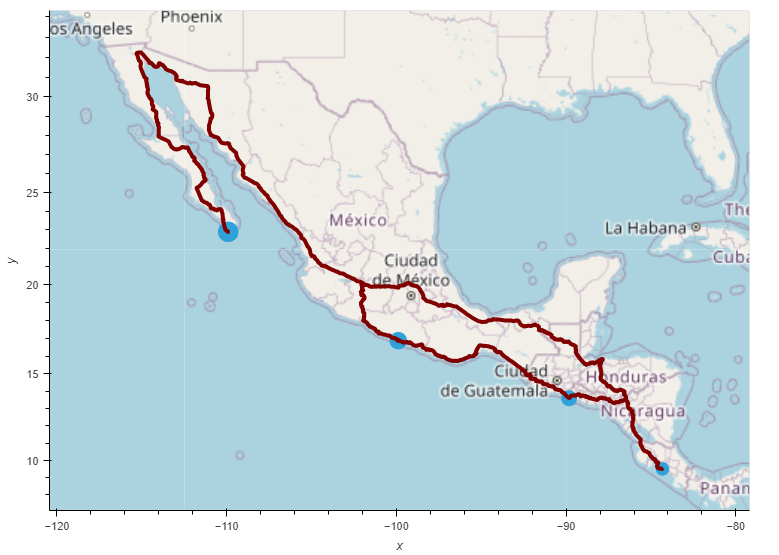 Phoenix
os Angeles
30
25
México
The
La Habana
Cuba
y
Ciudad
de México
20
Ciudad
de Guatemala
Honduras
15
Nicaragua
10
Panam
−120
−110
−100
−90
−80
x